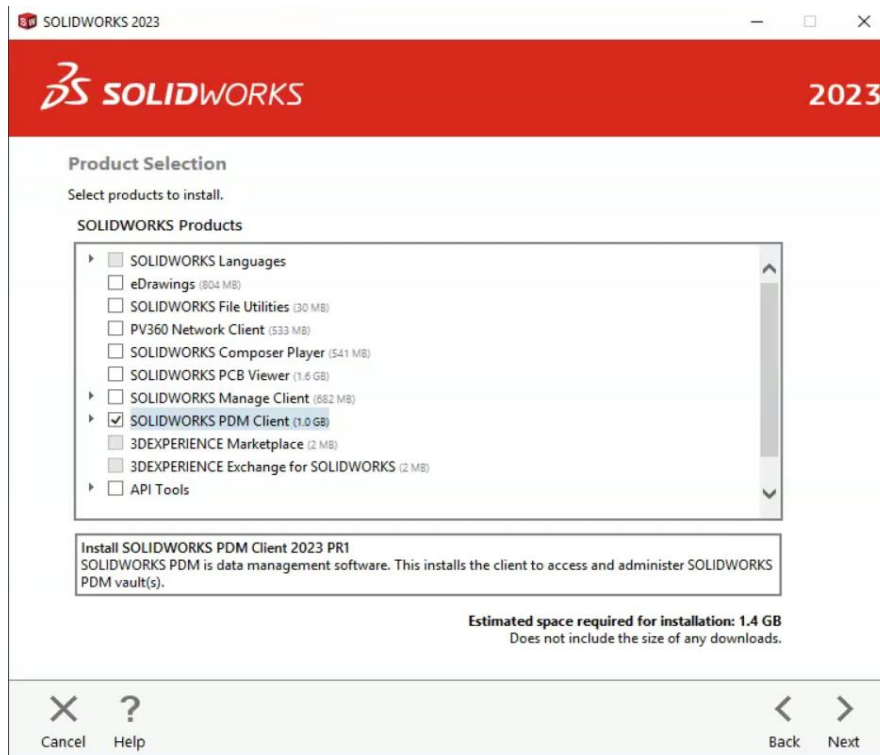 SOLIDWORKS 2023
SOLIDWORKS
2023
Product Selection
Select products to install.
SOLIDWORKS Products
SOLIDWORKS Languages
eDrawings (804 MB)
SOLIDWORKS File Utilities (30 MB)
PV360 Network Client (533 MB)
SOLIDWORKS Composer Player (541 MB)
SOLIDWORKS PCB Viewer (1.6 GB)
SOLIDWORKS Manage Client (682 MB)
SOLIDWORKS PDM Client (1.0 GB)
3DEXPERIENCE Marketplace (2 MB)
3DEXPERIENCE Exchange for SOLIDWORKS (2 MB)
API Tools
Install SOLIDWORKS PDM Client 2023 PR1
SOLIDWORKS PDM is data management software. This installs the client to access and administer SOLIDWORKS
PDM vault(s).
Estimated space required for installation: 1.4 GB
Does not include the size of any downloads.
Cancel
Help
Back
Next